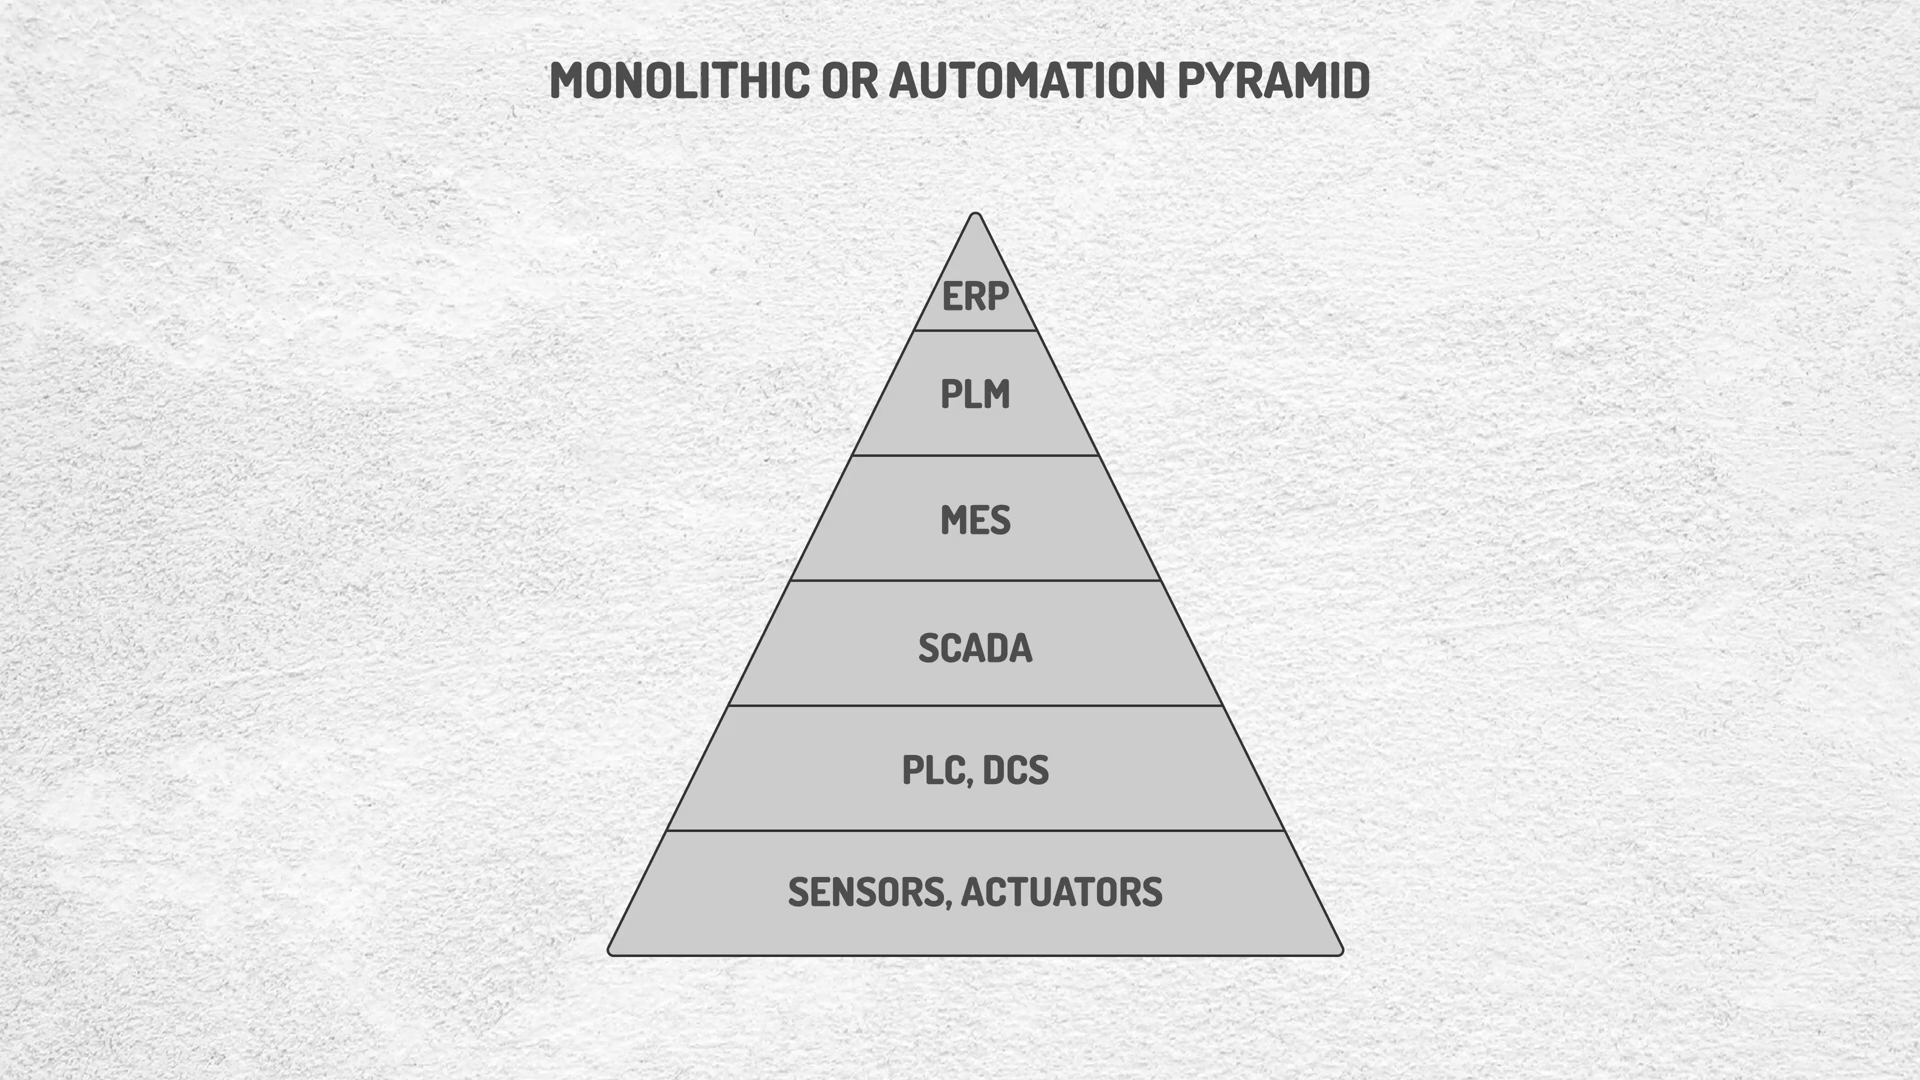 MONOLITHIC OR AUTOMATION PYRAMID
ERP
PLM
MES
SCADA
PLC, DCS
SENSORS, ACTUATORS